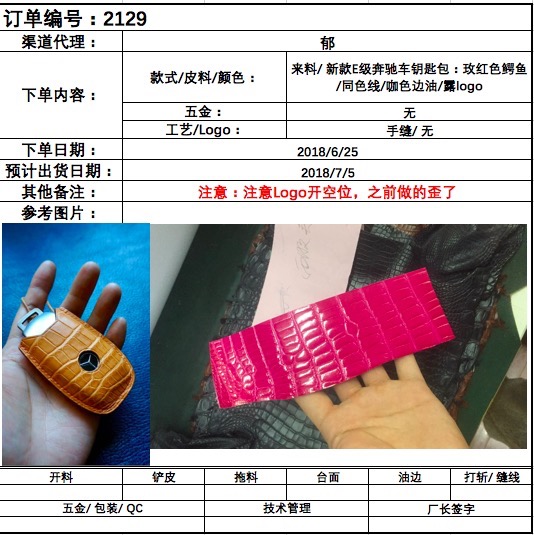 订单编号：2129
渠道代理： 郁
下单内容：
款式/皮料/颜色： 来料/ 新款E级奔驰车钥匙包：玫红色鳄鱼
/同色线/咖色边油/露logo
五金： 无
工艺/Logo： 手缝/ 无
下单日期： 2018/6/25
预计出货日期： 2018/7/5
其他备注： 注意：注意Logo开空位，之前做的歪了
参考图片：
开料 铲皮 拖料 台面 油边 打斩/ 缝线
五金/ 包装/ QC 技术管理 厂长签字